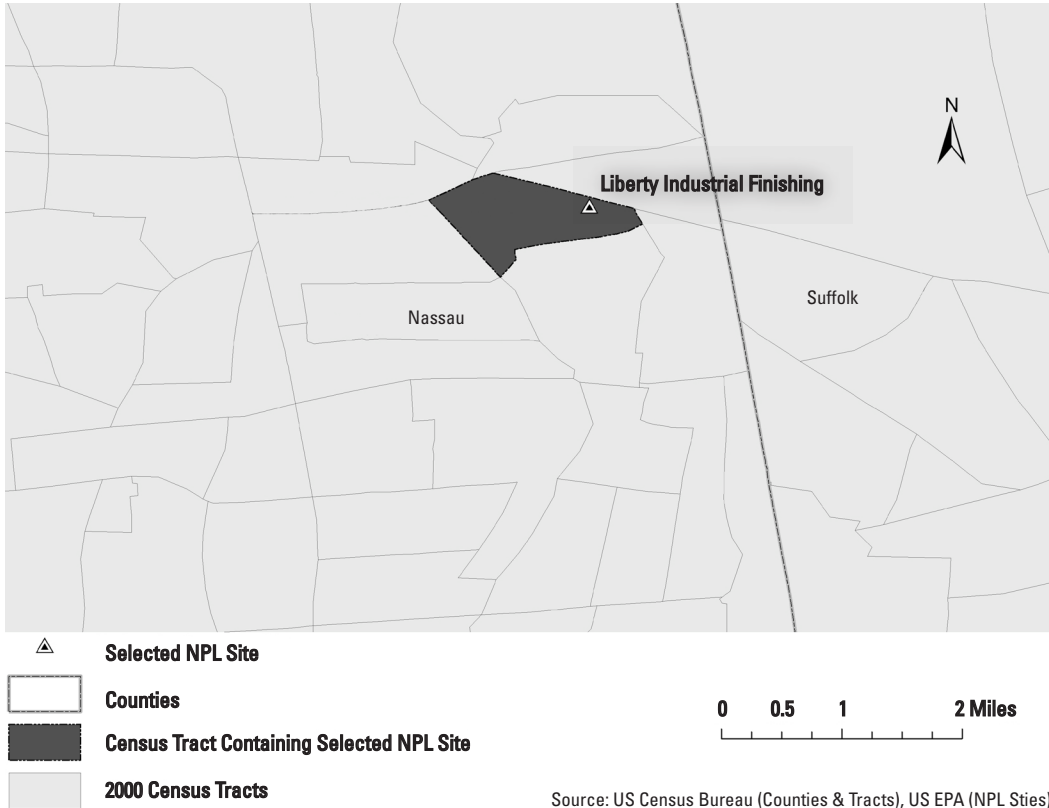 N
Liberty Industrial Finishing
Suffolk
Nassau
Selected NPL Site
Counties
Census Tract Containing Selected NPL Site
2000 Census Tracts
0 0.5 1 2 Miles
Source: US Census Bureau (Counties & Tracts), US EPA (NPL Sties)